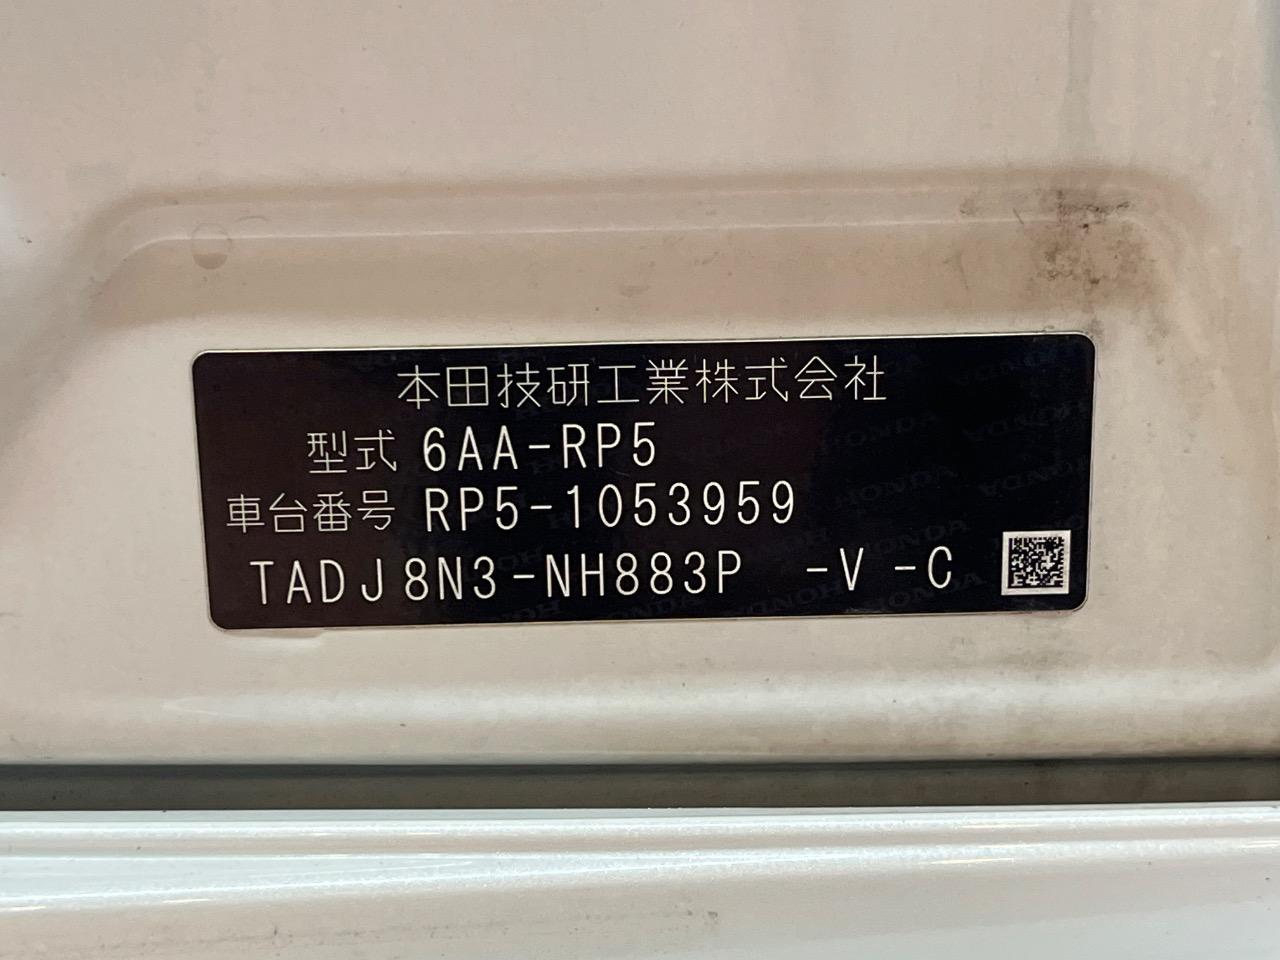 本田技研工業株式会社
型式 6AA-RP5
車台番号 RP5-1053959
TADJ8N3-NH883P -V -C